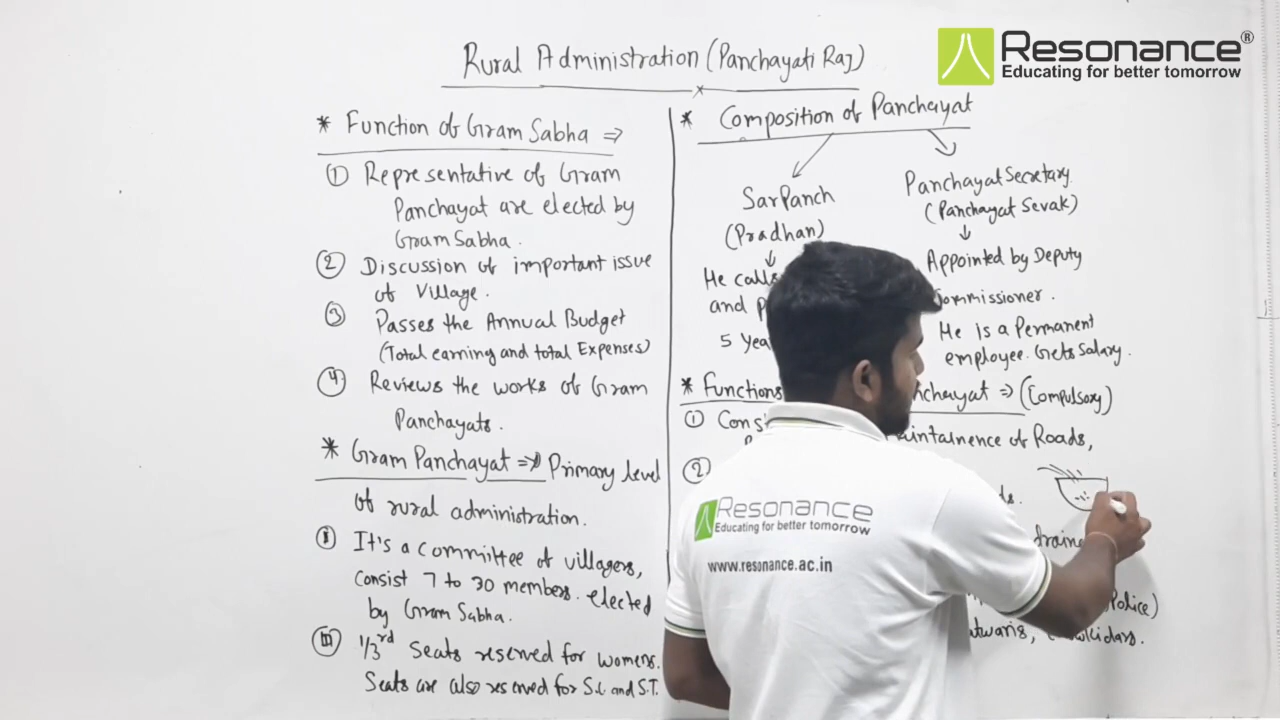 Rural Administration (Panchayati Raj)
Resonance®
Educating for better tomorrow
* Function of Gram Sabha ⇒
① Representative of Gram
Panchayat are elected by
Gram Sabha.
② Discussion of important issue
of Village.
③ Passes the Annual Budget
(Total earning and total Expenses)
④ Reviews the works of Gram
Panchayats.
* Gram Panchayat ⇒ Primary level
of rural administration.
It's a committee of villagers,
Consist 7 to 30 members. elected
by Gram Sabha.
1/3rd Seats reserved for womens.
Seats are also reserved for S.C and S.T.
* Composition of Panchayat
SarPanch
(Pradhan)
He calls
and
5
Panchayat Secretary
(Panchayat Sevak)
Appointed by Deputy
Commissioner.
He is a Permanent
employee. Gets Salary.
* Functions Panchayat ⇒ (Compulsory)
① of Roads,
②
Police)
Resonance
Educating for better tomorrow
www.resonance.ac.in